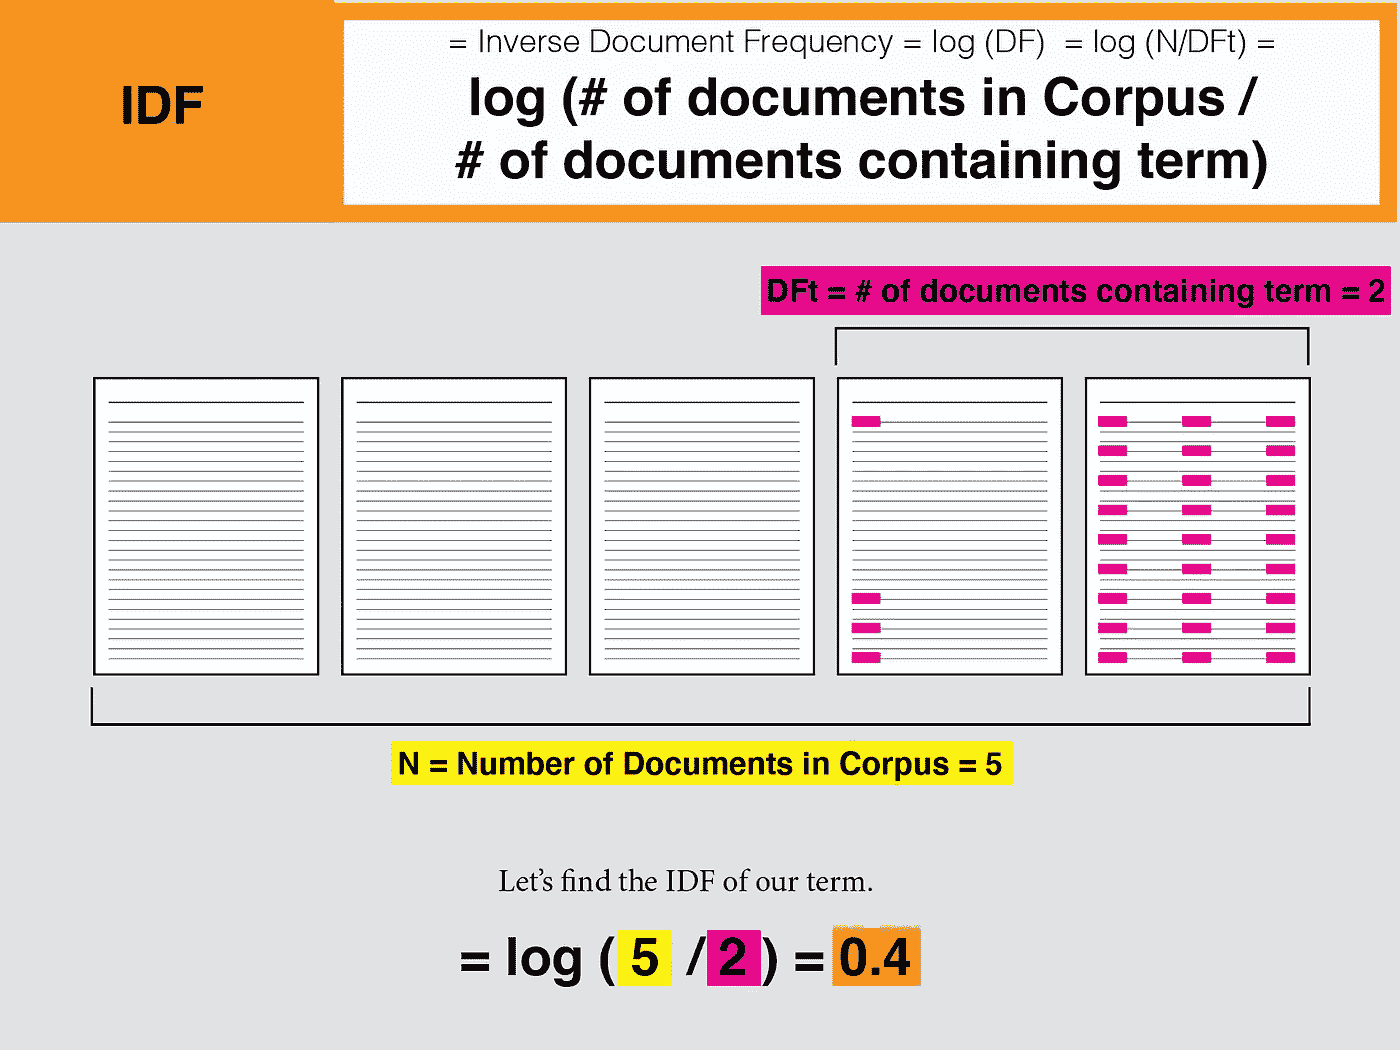 IDF
= Inverse Document Frequency = log (DF) = log (N/DFt) =
log (# of documents in Corpus /
# of documents containing term)
DFt = # of documents containing term = 2
N = Number of Documents in Corpus = 5
Let's find the IDF of our term.
= log (5 /2) = 0.4